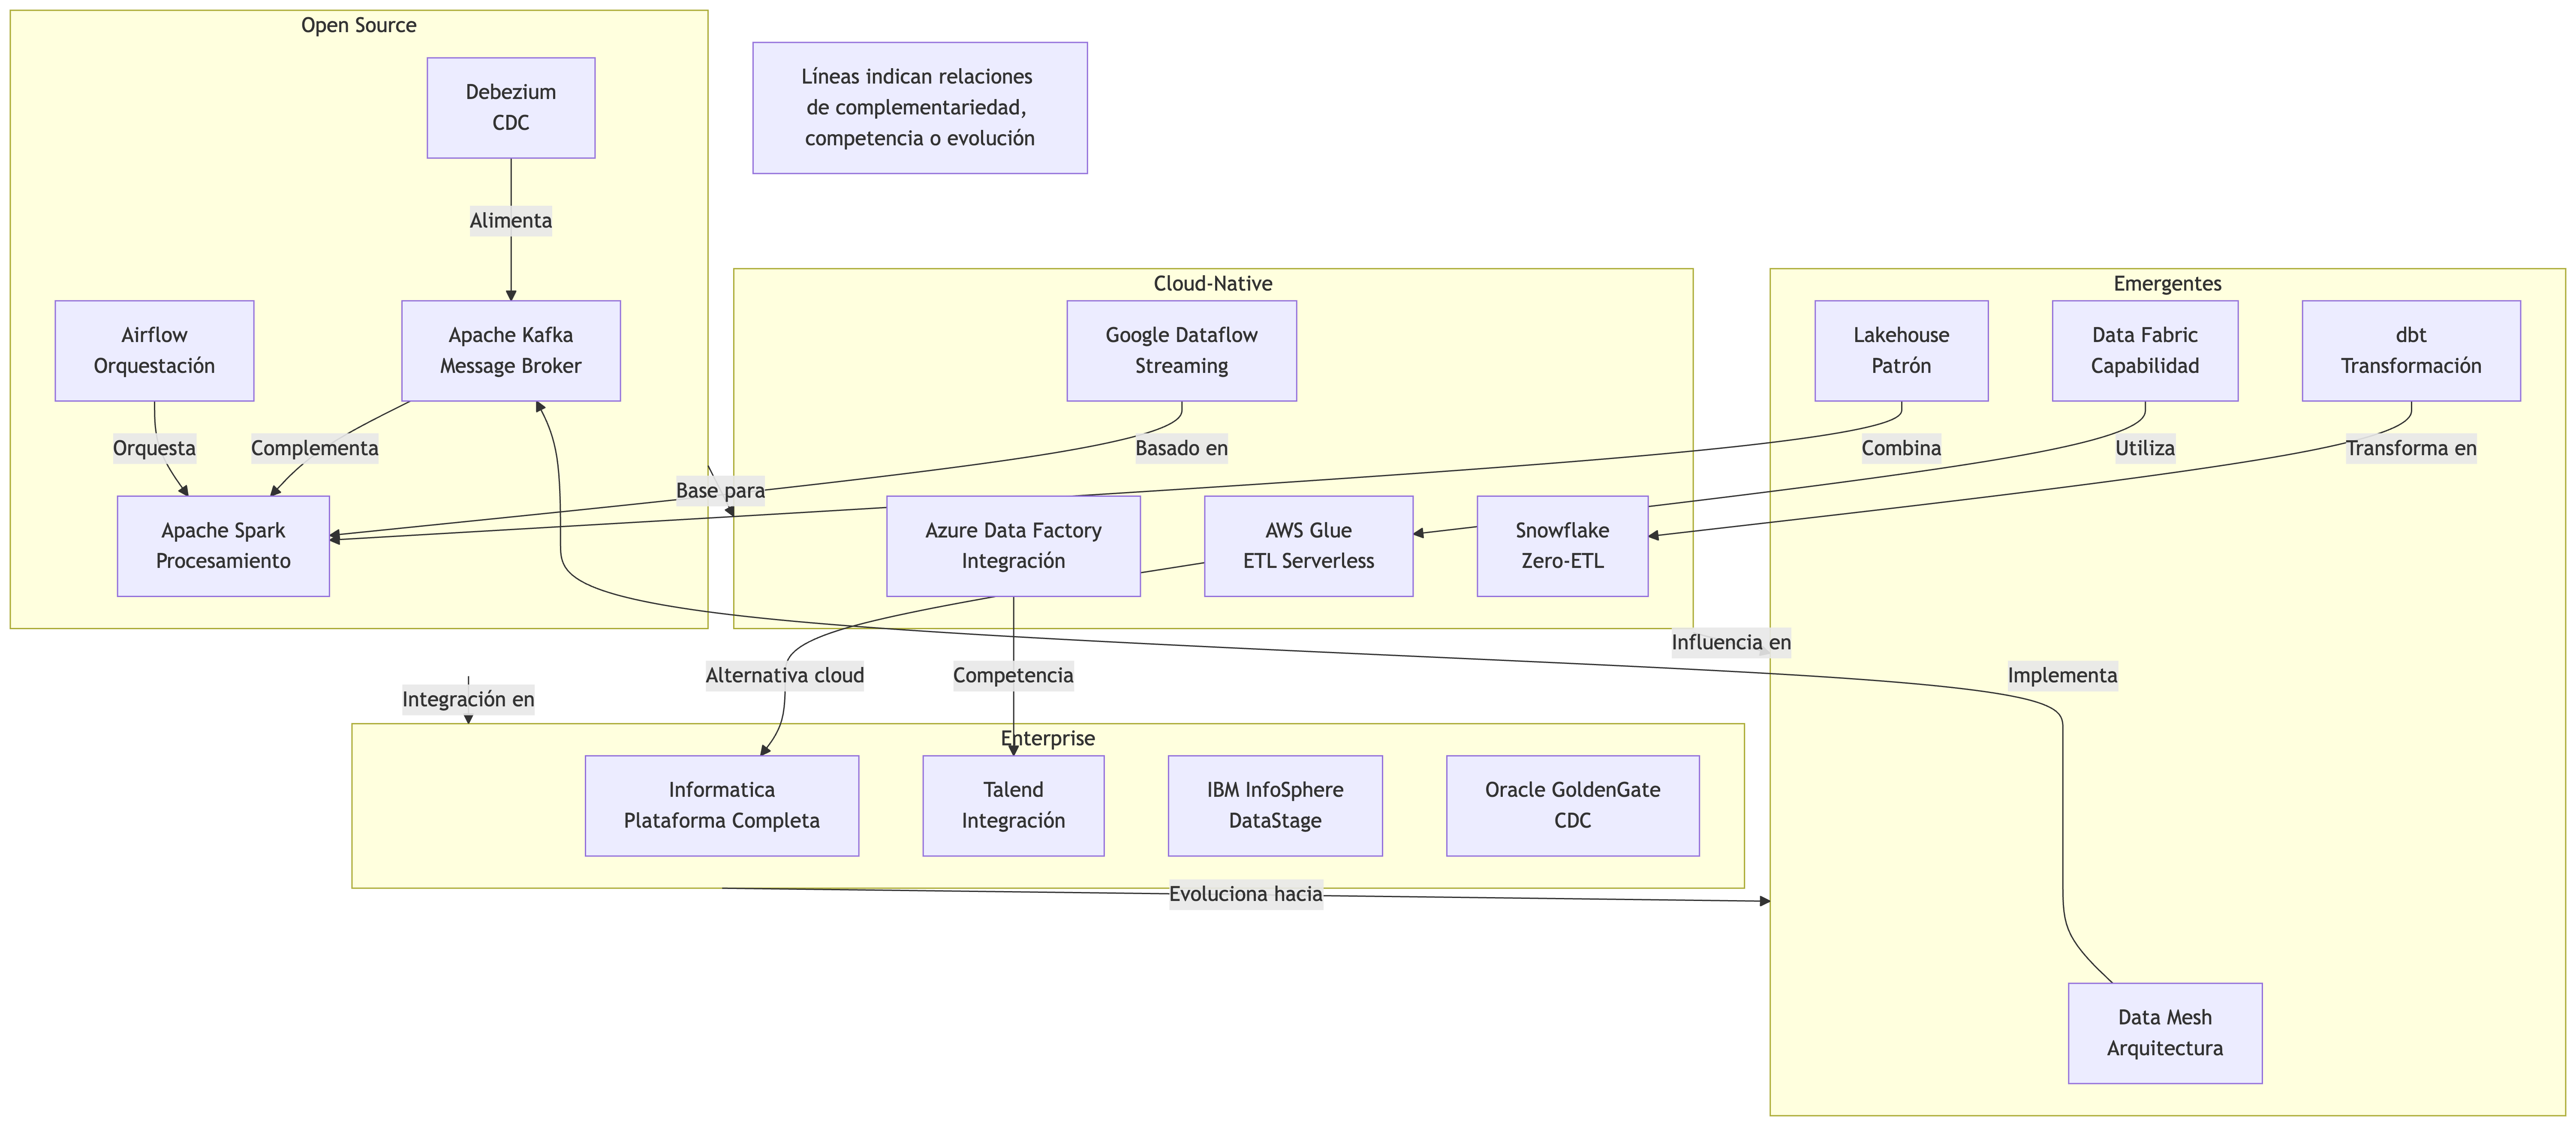 Open Source
Debezium
CDC
Líneas indican relaciones
de complementariedad,
competencia o evolución
Alimenta
Cloud-Native
Emergentes
Airflow
Orquestación
Apache Kafka
Message Broker
Google Dataflow
Streaming
Lakehouse
Patrón
Data Fabric
Capabilidad
dbt
Transformación
Orquesta
Complementa
Basado en
Combina
Utiliza
Transforma en
Base para
Apache Spark
Procesamiento
Azure Data Factory
Integración
AWS Glue
ETL Serverless
Snowflake
Zero-ETL
Influencia en
Integración en
Alternativa cloud
Competencia
Implementa
Enterprise
Informatica
Plataforma Completa
Talend
Integración
IBM InfoSphere
DataStage
Oracle GoldenGate
CDC
Evoluciona hacia
Data Mesh
Arquitectura